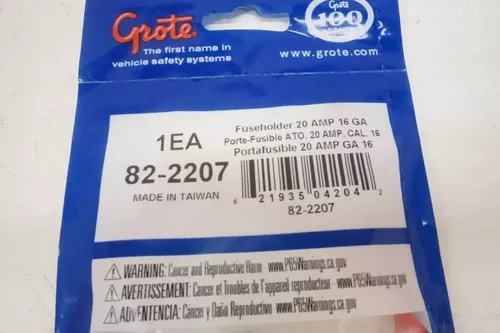 Grote
The first name in
vehicle safety systems
Grote
100
www.grote.com
1EA
82-2207
MADE IN TAIWAN
Fuseholder 20 AMP 16 GA
Porte-Fusible ATO. 20 AMP, CAL. 16
Portafusible 20 AMP GA 16
6 21935 04204 2
82-2207
WARNING: Cancer and Reproductive Harm - www.P65Warnings.ca.gov
AVERTISSEMENT: Cancer et Troubles de l'appareil reproducteur - www.P65Warnings.ca.gov
ADVENTENCIA: Cáncer y Daño Reproductivo - www.P65Warnings.ca.gov